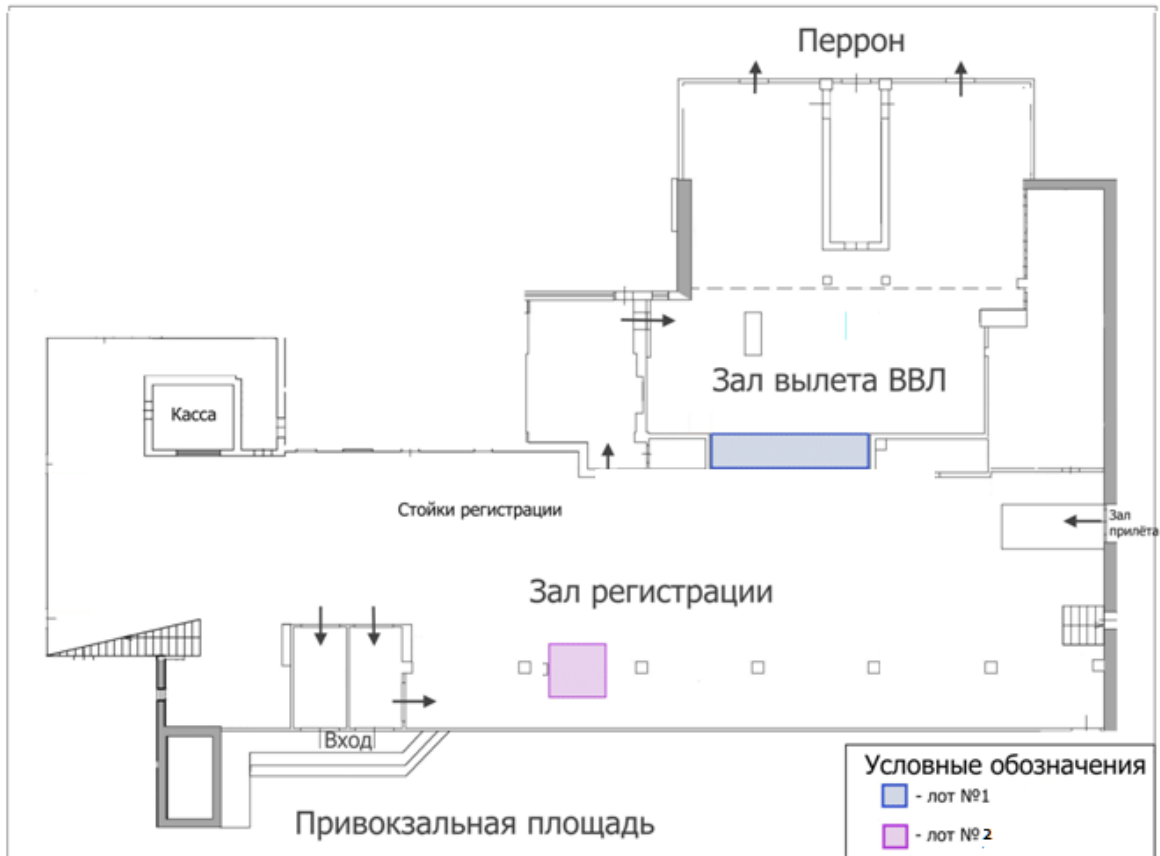 Перрон
Зал вылета ВВЛ
Касса
Стойки регистрации
Зал
прилёта
Зал регистрации
Вход
Привокзальная площадь
Условные обозначения
- лот №1
- лот №2